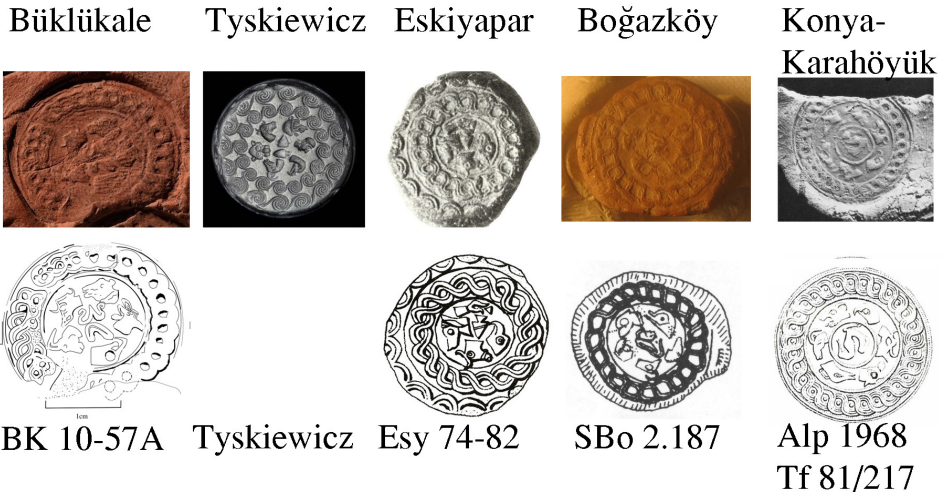 Büklükale
Tyskiewicz
Eskiyapar
Boğazköy
Konya-
Karahöyük
1cm
BK 10-57A
Tyskiewicz
Esy 74-82
SBo 2.187
Alp 1968
Tf 81/217